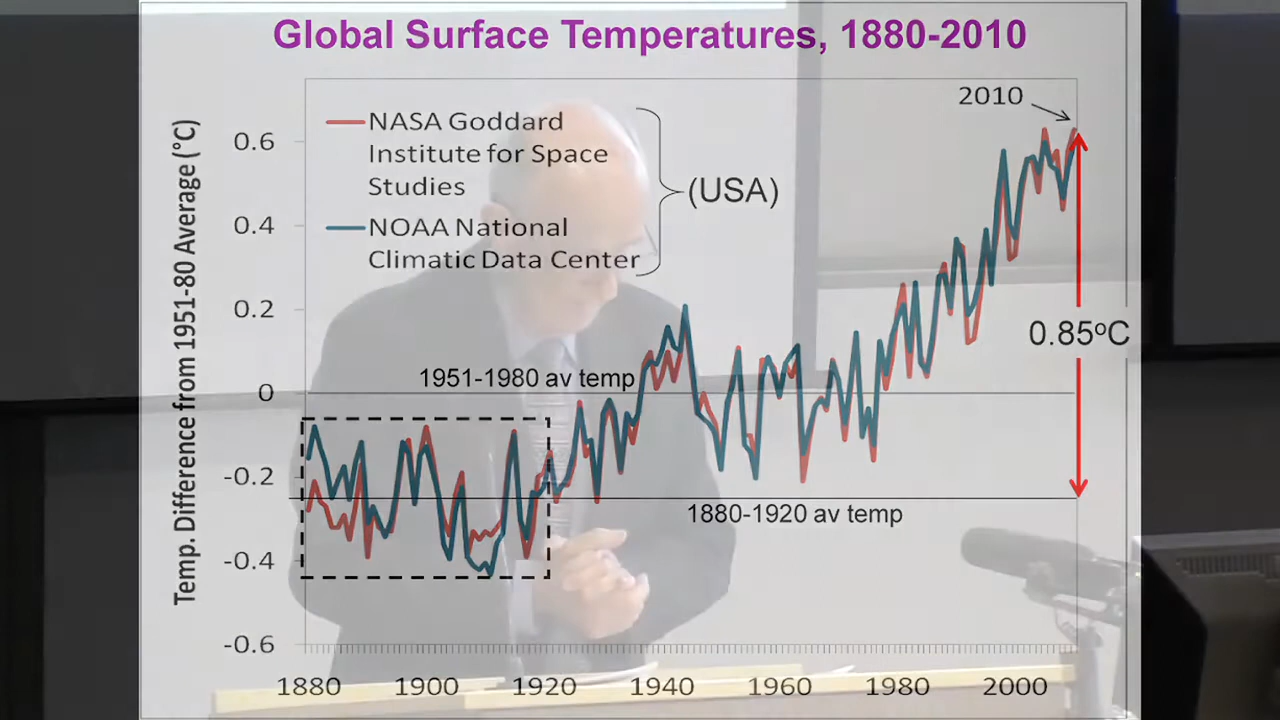 Global Surface Temperatures, 1880-2010
2010
NASA Goddard
Institute for Space
Studies
NOAA National
Climatic Data Center
(USA)
Temp. Difference from 1951-80 Average (°C)
0.6
0.4
0.2
0
-0.2
-0.4
-0.6
0.85°C
1951-1980 av temp
1880-1920 av temp
1880 1900 1920 1940 1960 1980 2000